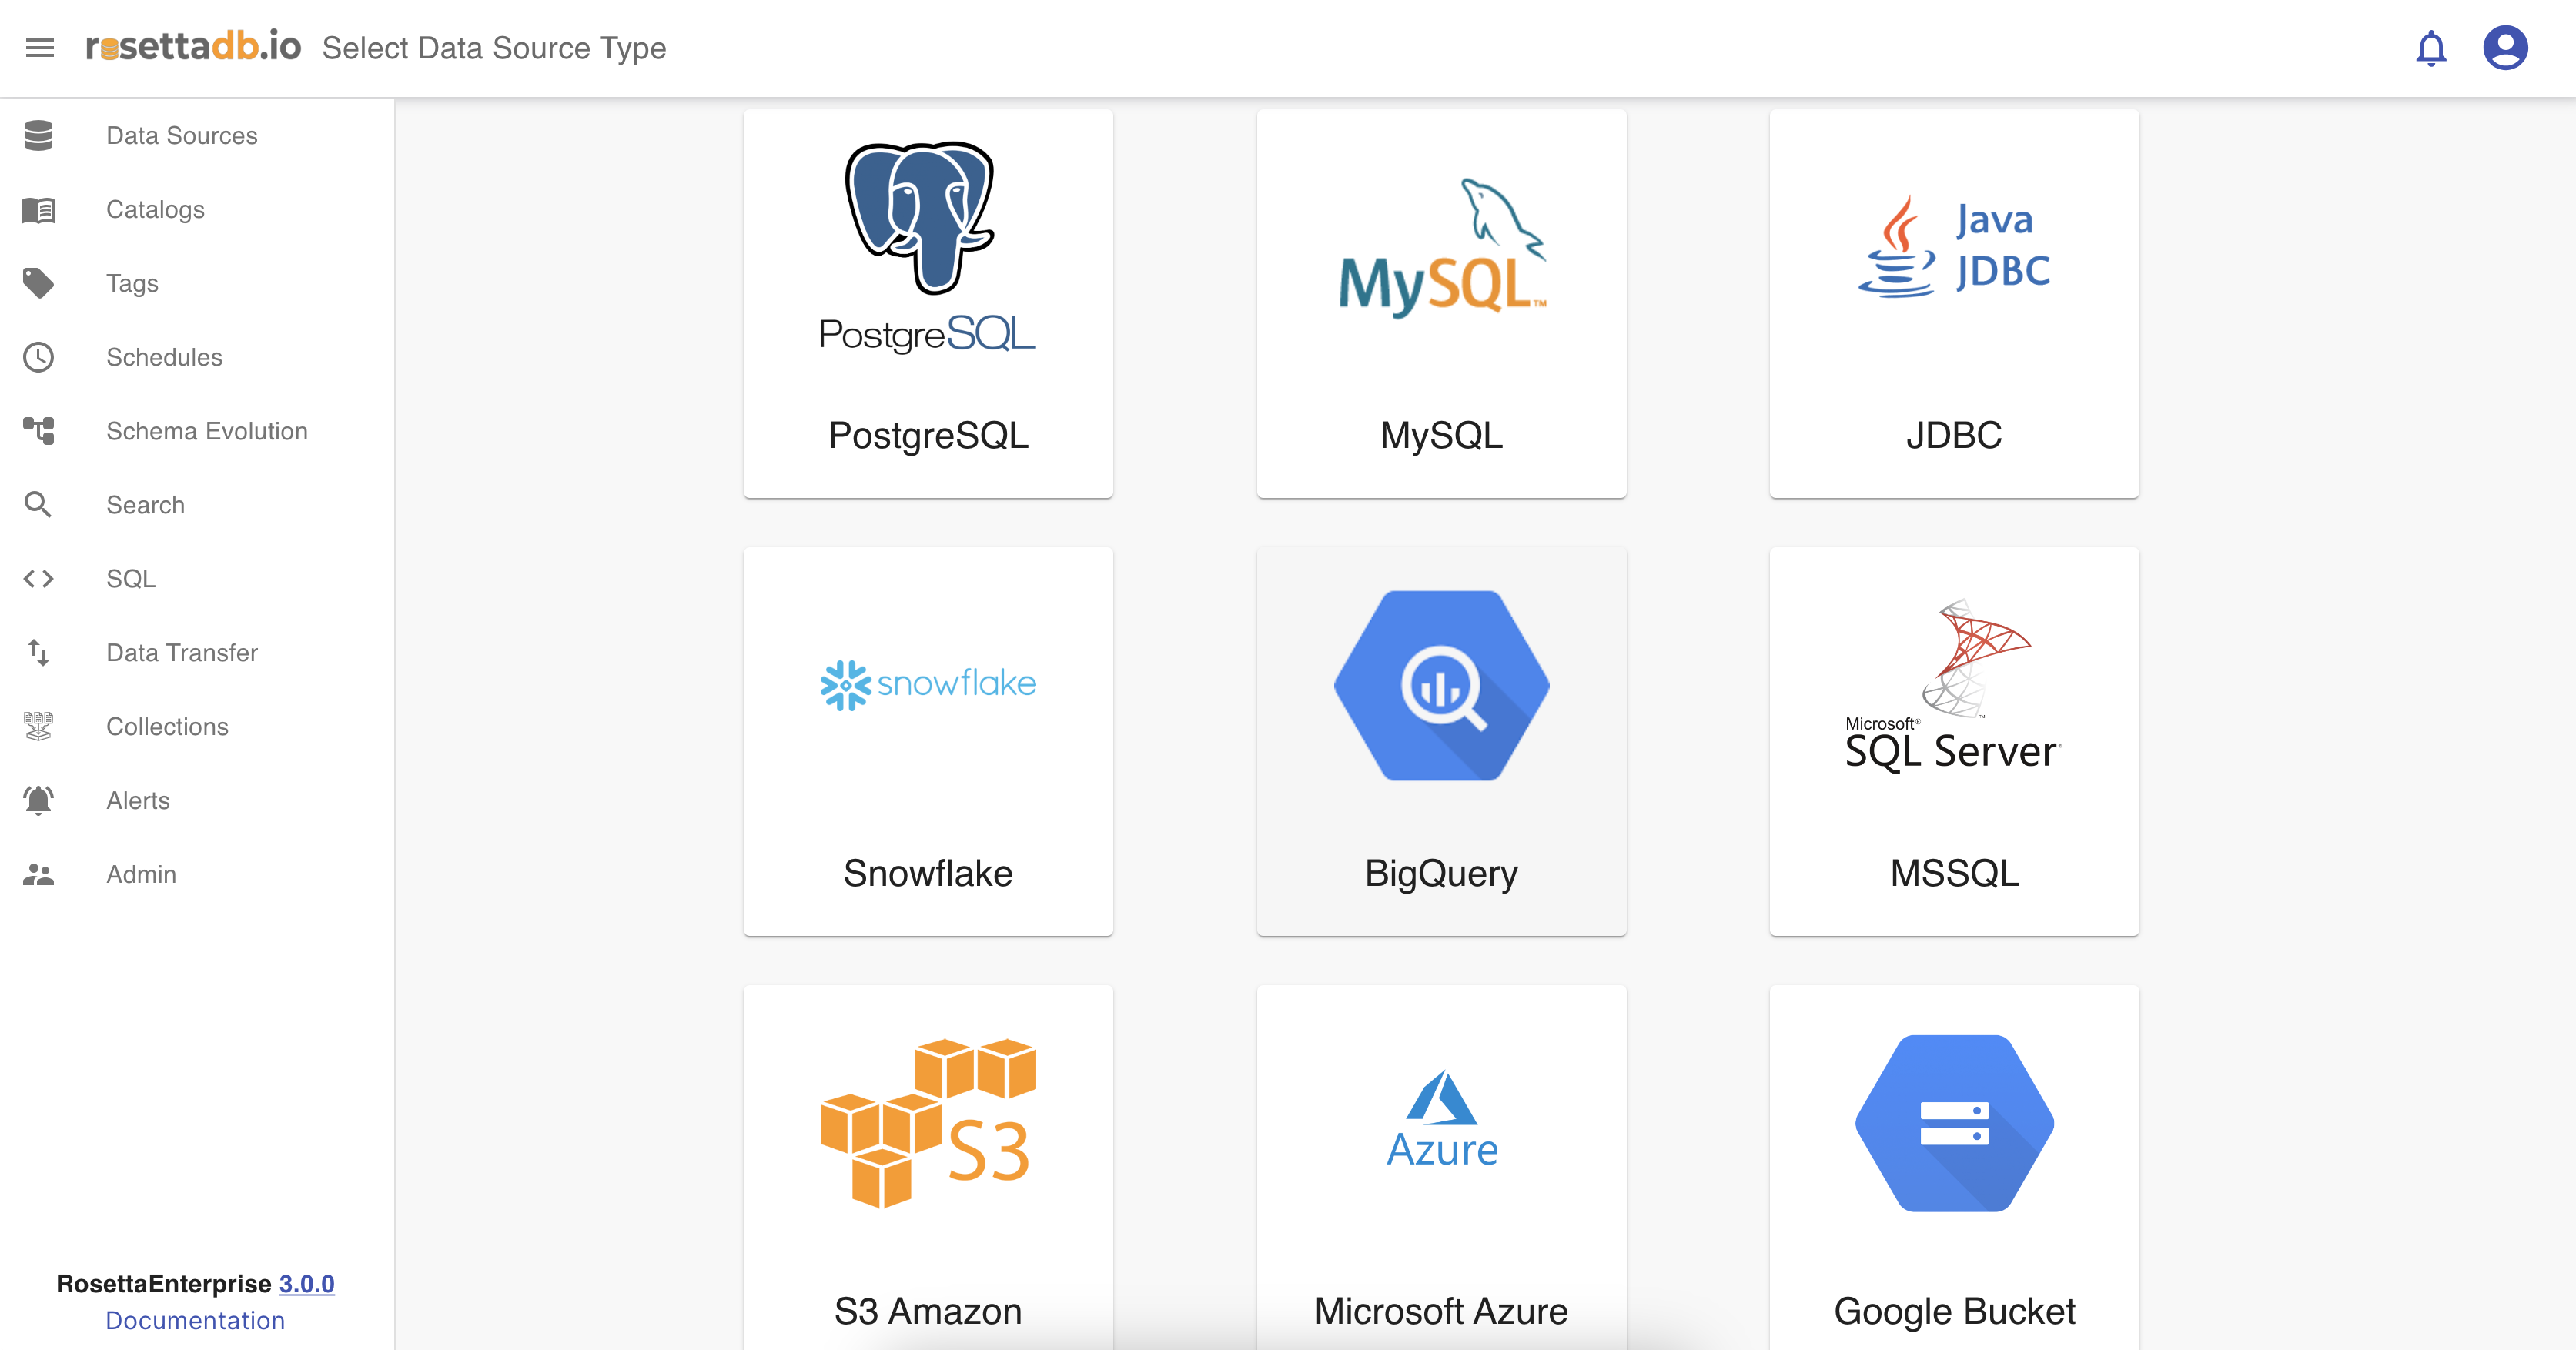 rosettadb.io Select Data Source Type
Data Sources
Catalogs
Tags
Schedules
Schema Evolution
Search
SQL
Data Transfer
Collections
Alerts
Admin
RosettaEnterprise 3.0.0
Documentation
PostgreSQL
PostgreSQL
MySQL™
MySQL
Java
JDBC
JDBC
snowflake
Snowflake
BigQuery
Microsoft®
SQL Server®
MSSQL
S3
S3 Amazon
Azure
Microsoft Azure
Google Bucket